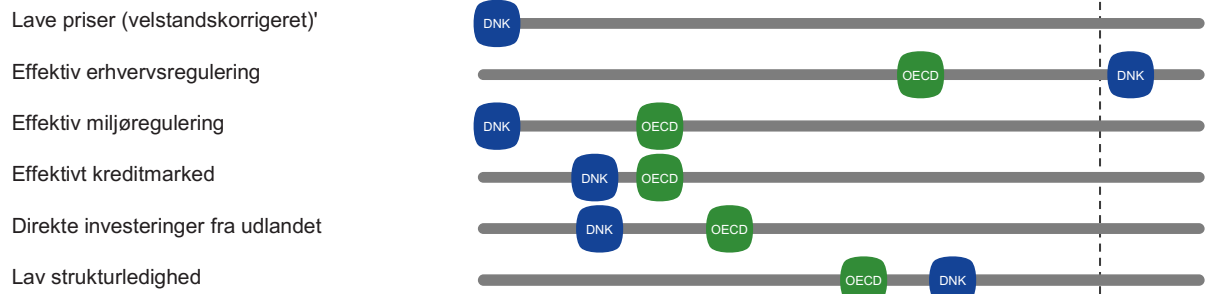 Lave priser (velstandskorrigeret)' DNK
Effektiv erhvervsregulering OECD DNK
Effektiv miljøregulering DNK OECD
Effektivt kreditmarked DNK OECD
Direkte investeringer fra udlandet DNK OECD
Lav strukturledighed OECD DNK